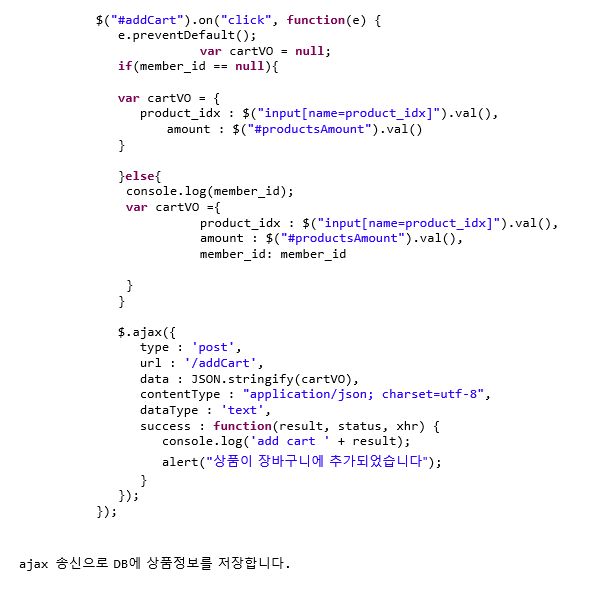 $("#addCart").on("click", function(e) {
e.preventDefault();
var cartVO = null;
if(member_id == null){
var cartVO = {
product_idx : $("input[name=product_idx]").val(),
amount : $("#productsAmount").val()
}
}else{
console.log(member_id);
var cartVO ={
product_idx : $("input[name=product_idx]").val(),
amount : $("#productsAmount").val(),
member_id: member_id
}
}
$.ajax({
type : 'post',
url : '/addCart',
data : JSON.stringify(cartVO),
contentType : "application/json; charset=utf-8",
dataType : 'text',
success : function(result, status, xhr) {
console.log('add cart ' + result);
alert("상품이 장바구니에 추가되었습니다");
}
});
});
ajax 송신으로 DB에 상품정보를 저장합니다.